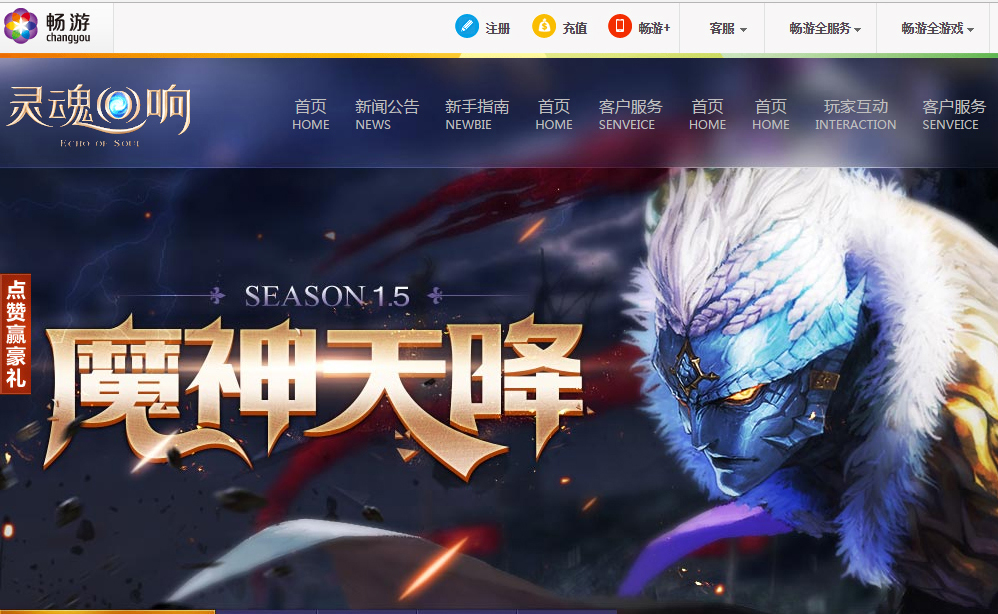 畅游
changyou
注册
充值
畅游+
客服
畅游全服务
畅游全游戏
灵魂回响
ECHO OF SOUL
首页
HOME
新闻公告
NEWS
新手指南
NEWBIE
首页
HOME
客户服务
SENVEICE
首页
HOME
首页
HOME
玩家互动
INTERACTION
客户服务
SENVEICE
SEASON 1.5
魔神天降
点赞赢豪礼